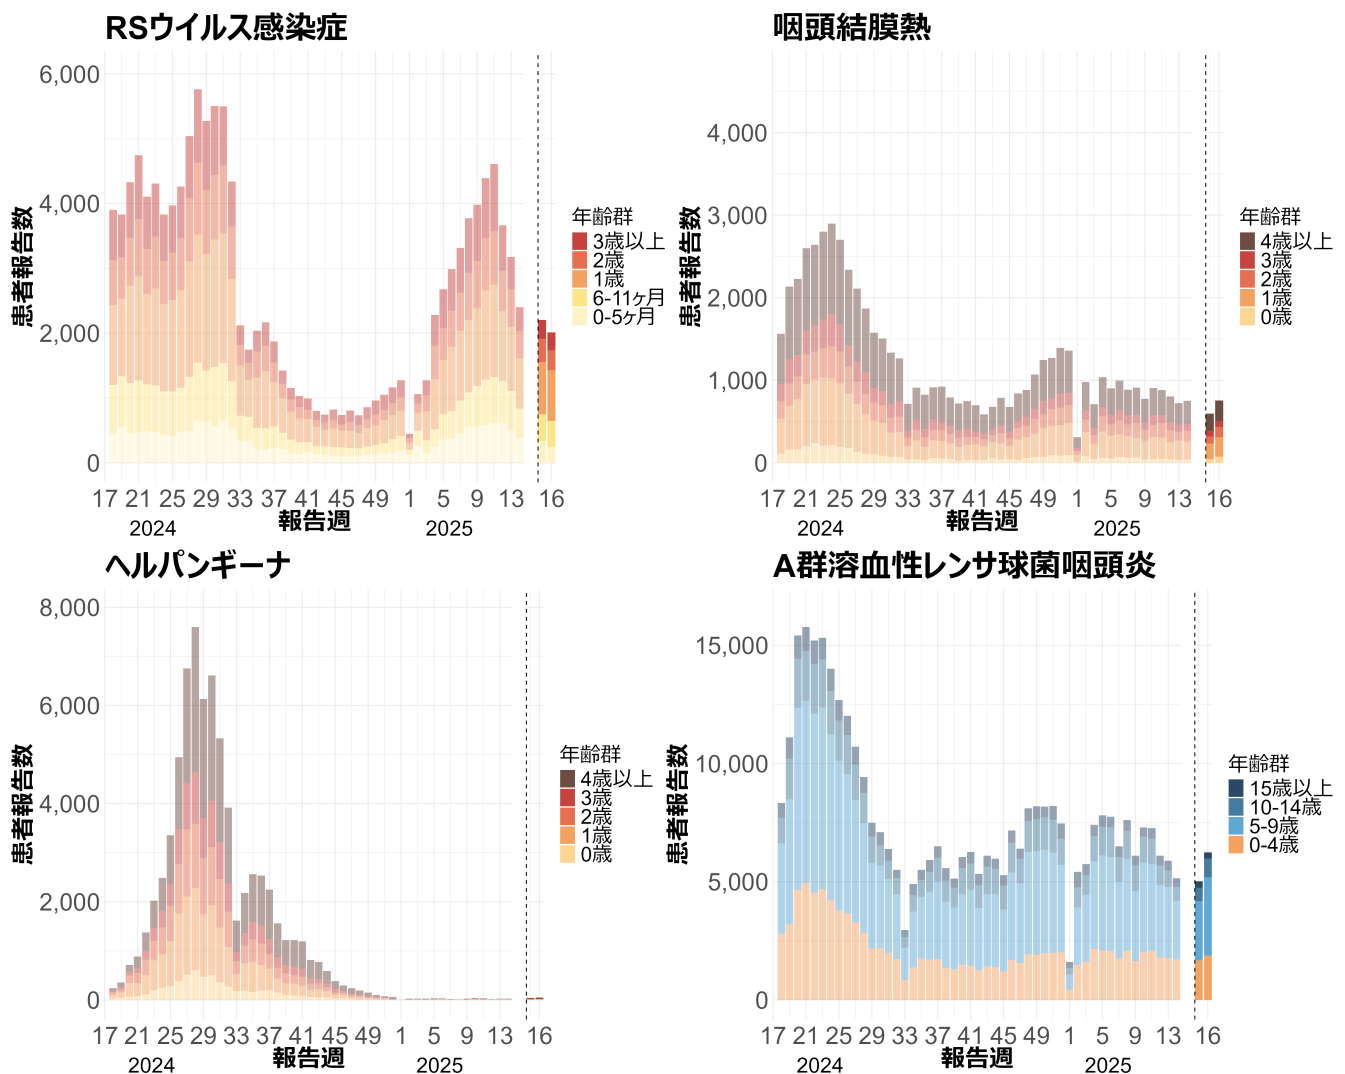 RSウイルス感染症
6,000
4,000
2,000
0
患者報告数
17 21 25 29 33 37 41 45 49 1 5 9 13 16
報告週
2024 2025
年齢群
3歳以上
2歳
1歳
6-11ヶ月
0-5ヶ月
咽頭結膜熱
4,000
3,000
2,000
1,000
0
患者報告数
17 21 25 29 33 37 41 45 49 1 5 9 13 16
報告週
2024 2025
年齢群
4歳以上
3歳
2歳
1歳
0歳
ヘルパンギーナ
8,000
6,000
4,000
2,000
0
患者報告数
17 21 25 29 33 37 41 45 49 1 5 9 13 16
報告週
2024 2025
年齢群
4歳以上
3歳
2歳
1歳
0歳
A群溶血性レンサ球菌咽頭炎
15,000
10,000
5,000
0
患者報告数
17 21 25 29 33 37 41 45 49 1 5 9 13 16
報告週
2024 2025
年齢群
15歳以上
10-14歳
5-9歳
0-4歳